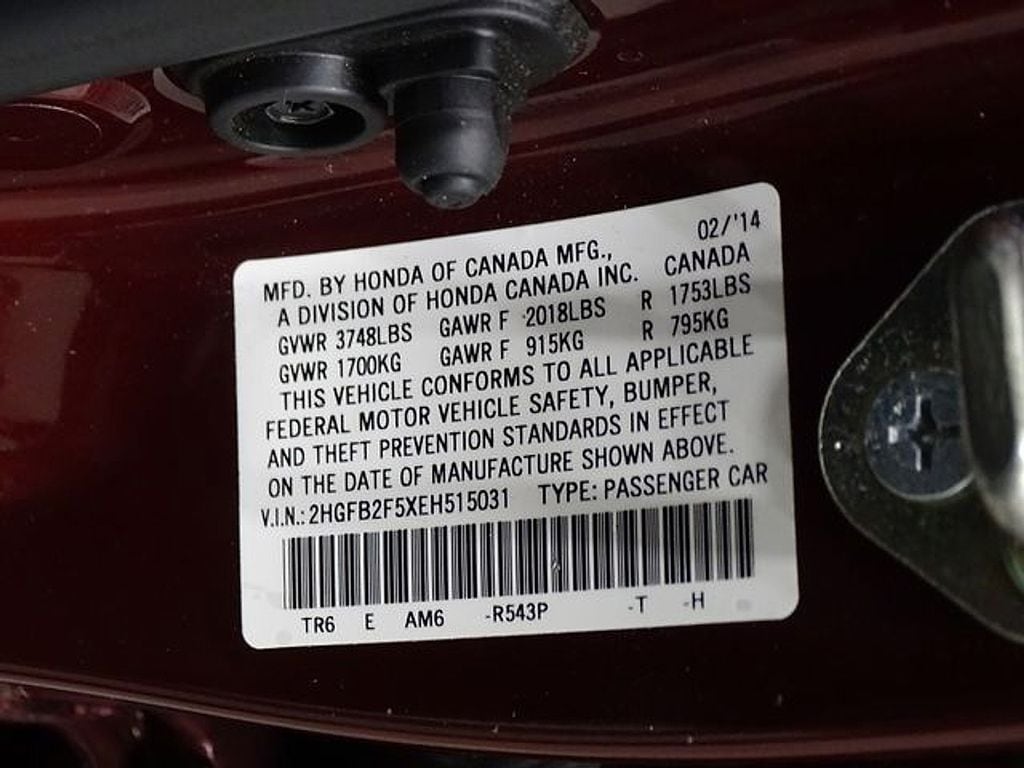 02/'14
MFD. BY HONDA OF CANADA MFG.,
A DIVISION OF HONDA CANADA INC. CANADA
GVWR 3748LBS GAWR F 2018LBS R 1753LBS
GVWR 1700KG GAWR F 915KG R 795KG
THIS VEHICLE CONFORMS TO ALL APPLICABLE
FEDERAL MOTOR VEHICLE SAFETY, BUMPER,
AND THEFT PREVENTION STANDARDS IN EFFECT
ON THE DATE OF MANUFACTURE SHOWN ABOVE.
V.I.N.: 2HGFB2F5XEH515031 TYPE: PASSENGER CAR
TR6 E AM6 -R543P -T -H